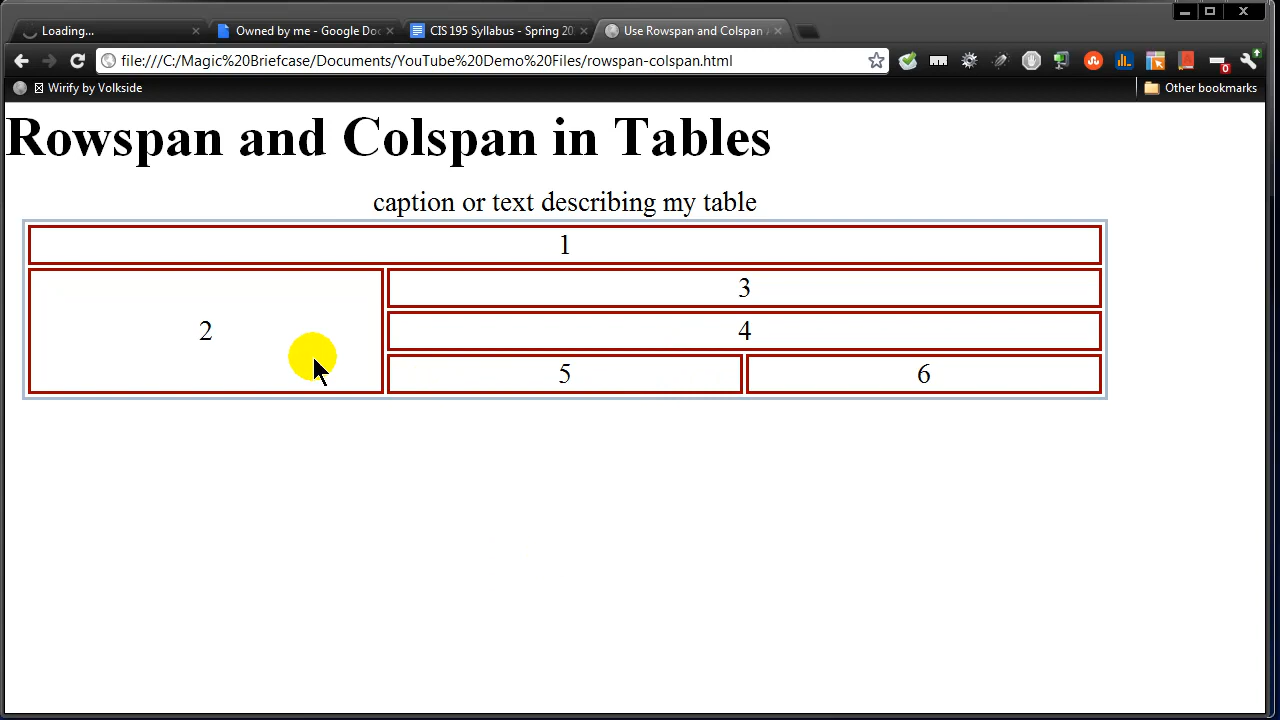 Loading...
Owned by me - Google Doc
CIS 195 Syllabus - Spring 20
Use Rowspan and Colspan
file:///C:/Magic%20Briefcase/Documents/YouTube%20Demo%20Files/rowspan-colspan.html
0
Wirify by Volkside
Other bookmarks
Rowspan and Colspan in Tables
caption or text describing my table
1
3
2
4
5
6